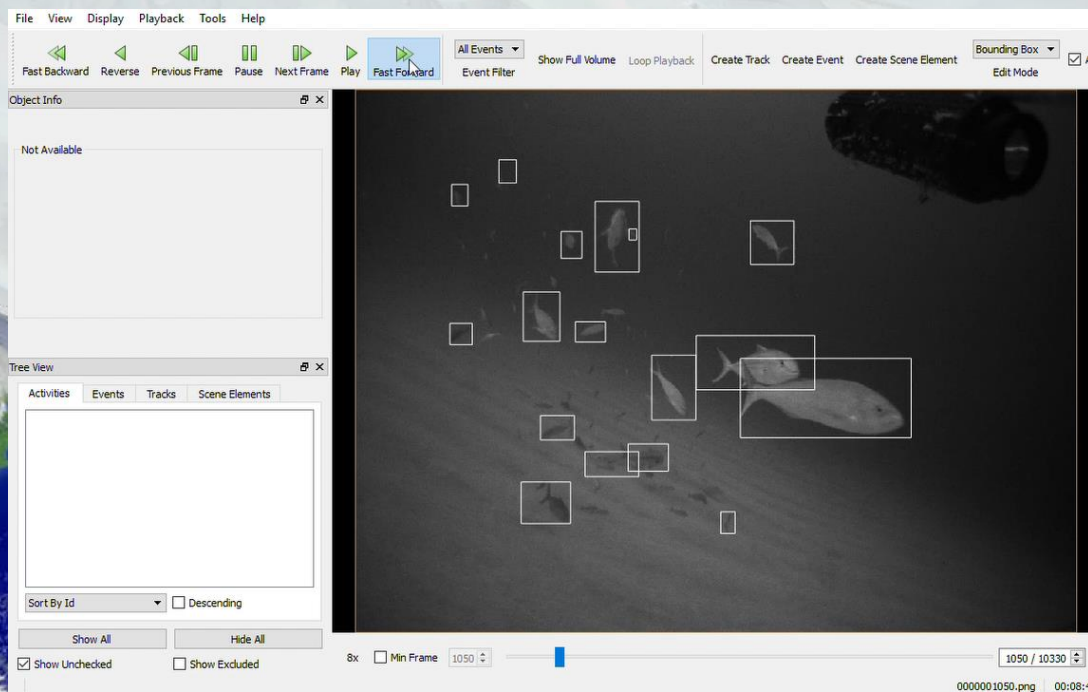 File View Display Playback Tools Help
Fast Backward Reverse Previous Frame Pause Next Frame Play Fast Forward
All Events
Event Filter
Show Full Volume Loop Playback Create Track Create Event Create Scene Element
Bounding Box
Edit Mode
Object Info
Not Available
Tree View
Activities Events Tracks Scene Elements
Sort By Id Descending
Show All Hide All
Show Unchecked Show Excluded
8x Min Frame 1050 1050 / 10330
0000001050.png 00:08: